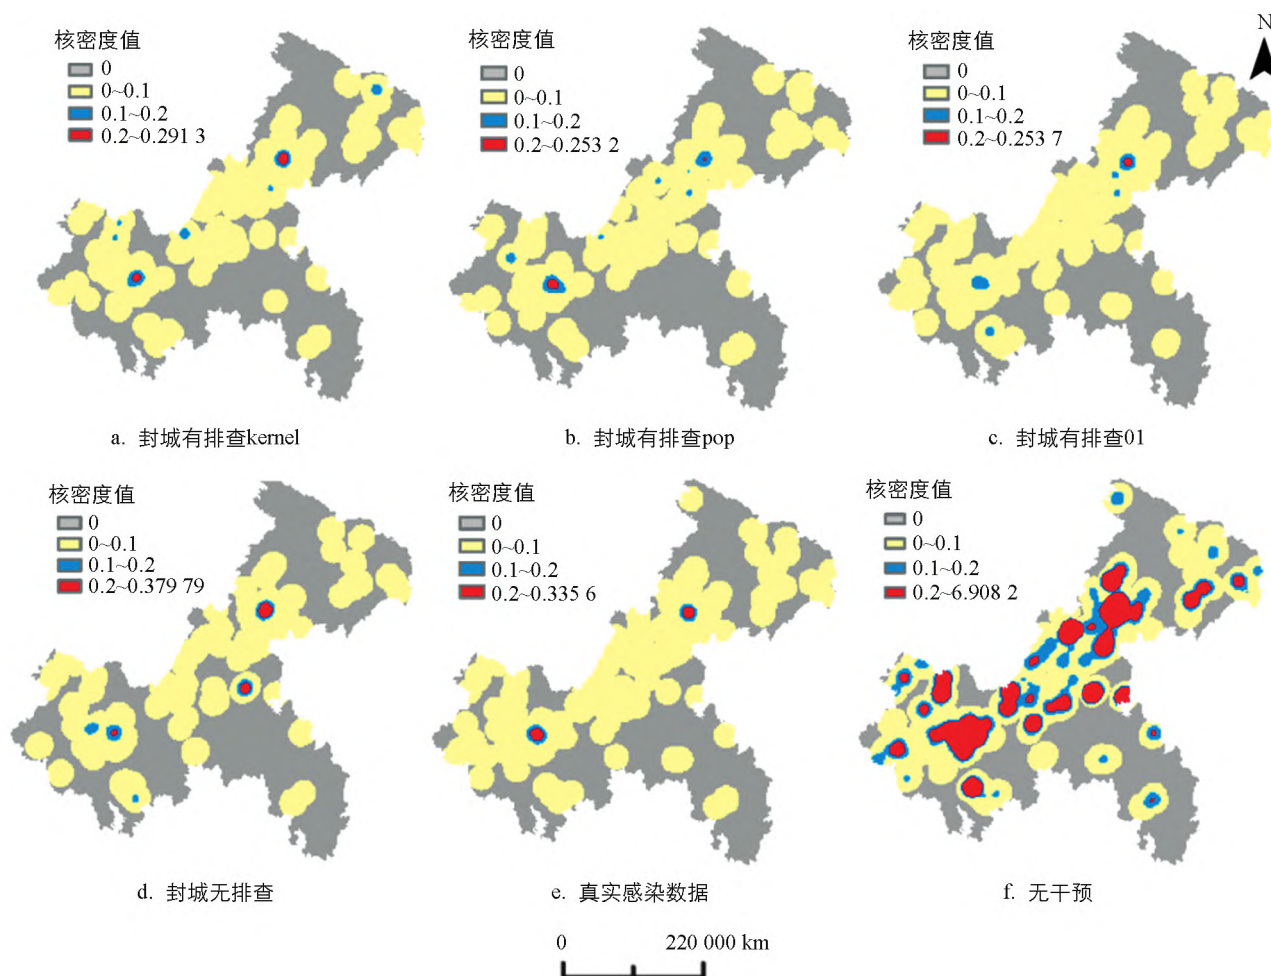 核密度值
0
0~0.1
0.1~0.2
0.2~0.291 3
a. 封城有排查kernel
核密度值
0
0~0.1
0.1~0.2
0.2~0.253 2
b. 封城有排查pop
核密度值
0
0~0.1
0.1~0.2
0.2~0.253 7
c. 封城有排查01
N
核密度值
0
0~0.1
0.1~0.2
0.2~0.379 79
d. 封城无排查
核密度值
0
0~0.1
0.1~0.2
0.2~0.335 6
e. 真实感染数据
核密度值
0
0~0.1
0.1~0.2
0.2~6.908 2
f. 无干预
0 220 000 km